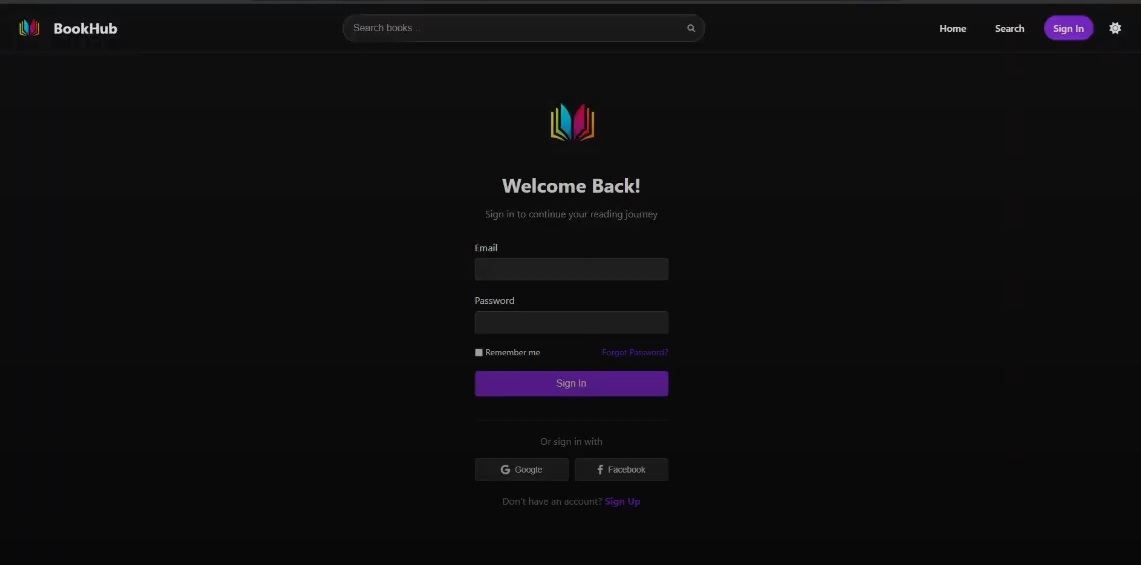 BookHub
Search books...
Home
Search
Sign In
Welcome Back!
Sign in to continue your reading journey
Email
Password
Remember me
Forgot Password?
Sign In
Or sign in with
Google
Facebook
Don't have an account? Sign Up